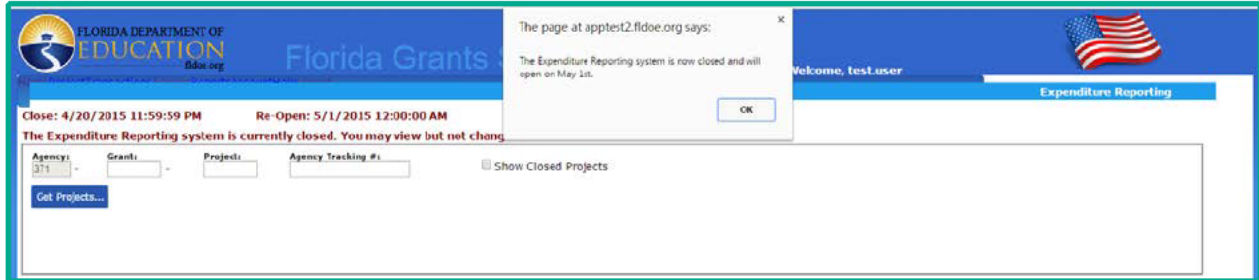 FLORIDA DEPARTMENT OF
EDUCATION
fldoe.org
Florida Grants S
The page at apptest2.fldoe.org says:
×
The Expenditure Reporting system is now closed and will
open on May 1st.
OK
Welcome, test.user
Expenditure Reporting
Close: 4/20/2015 11:59:59 PM Re-Open: 5/1/2015 12:00:00 AM
The Expenditure Reporting system is currently closed. You may view but not chang
Agency: Grant: Project: Agency Tracking #:
371 - -
Show Closed Projects
Get Projects...